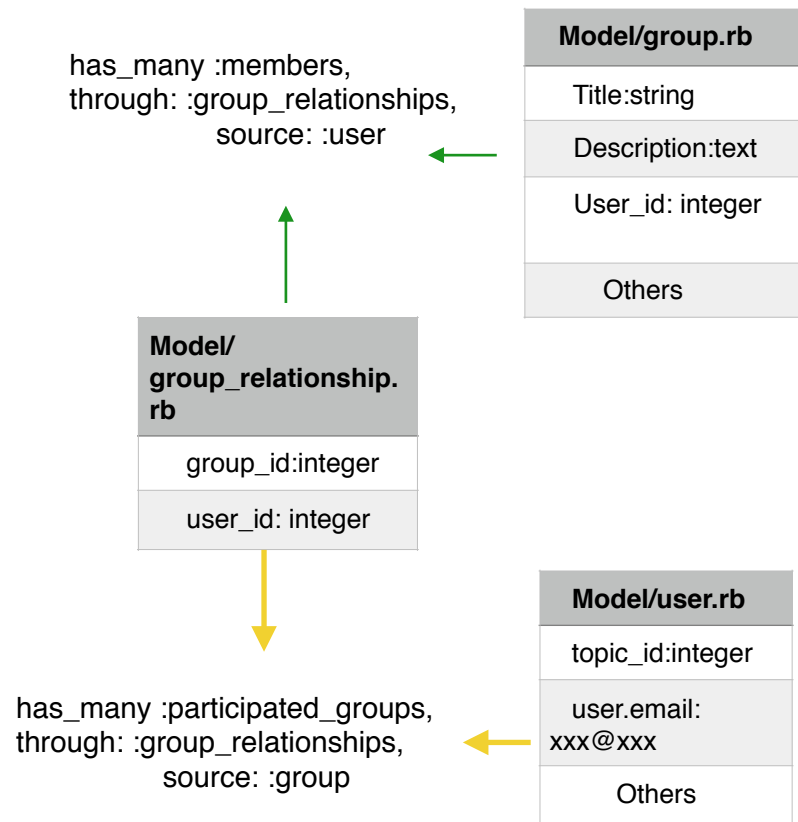 has_many :members,
through: :group_relationships,
source: :user
Model/group.rb
Title:string
Description:text
User_id: integer
Others
Model/
group_relationship.
rb
group_id:integer
user_id: integer
has_many :participated_groups,
through: :group_relationships,
source: :group
Model/user.rb
topic_id:integer
user.email:
xxx@xxx
Others